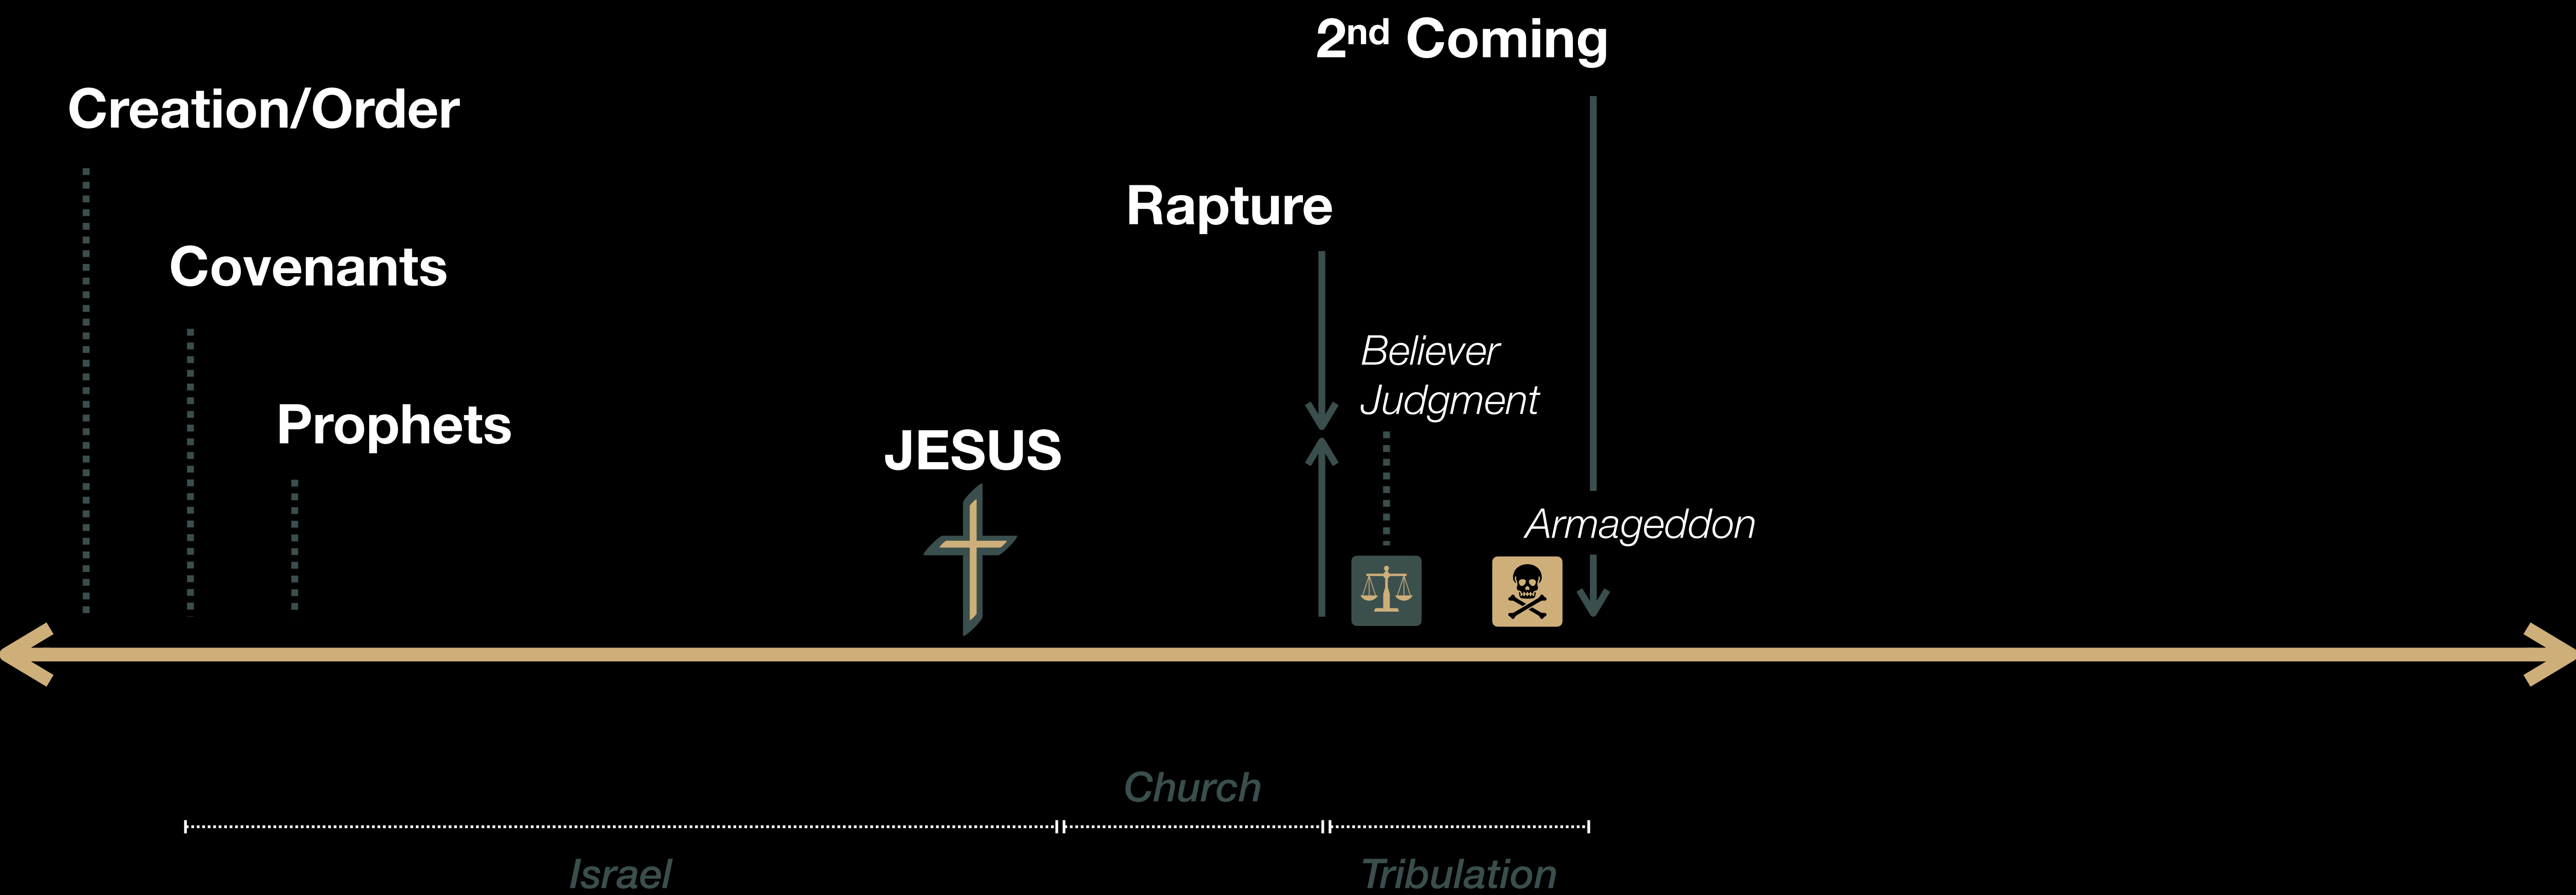 2nd Coming
Creation/Order
Rapture
Covenants
Believer
Judgment
Prophets
JESUS
Armageddon
Church
Israel
Tribulation